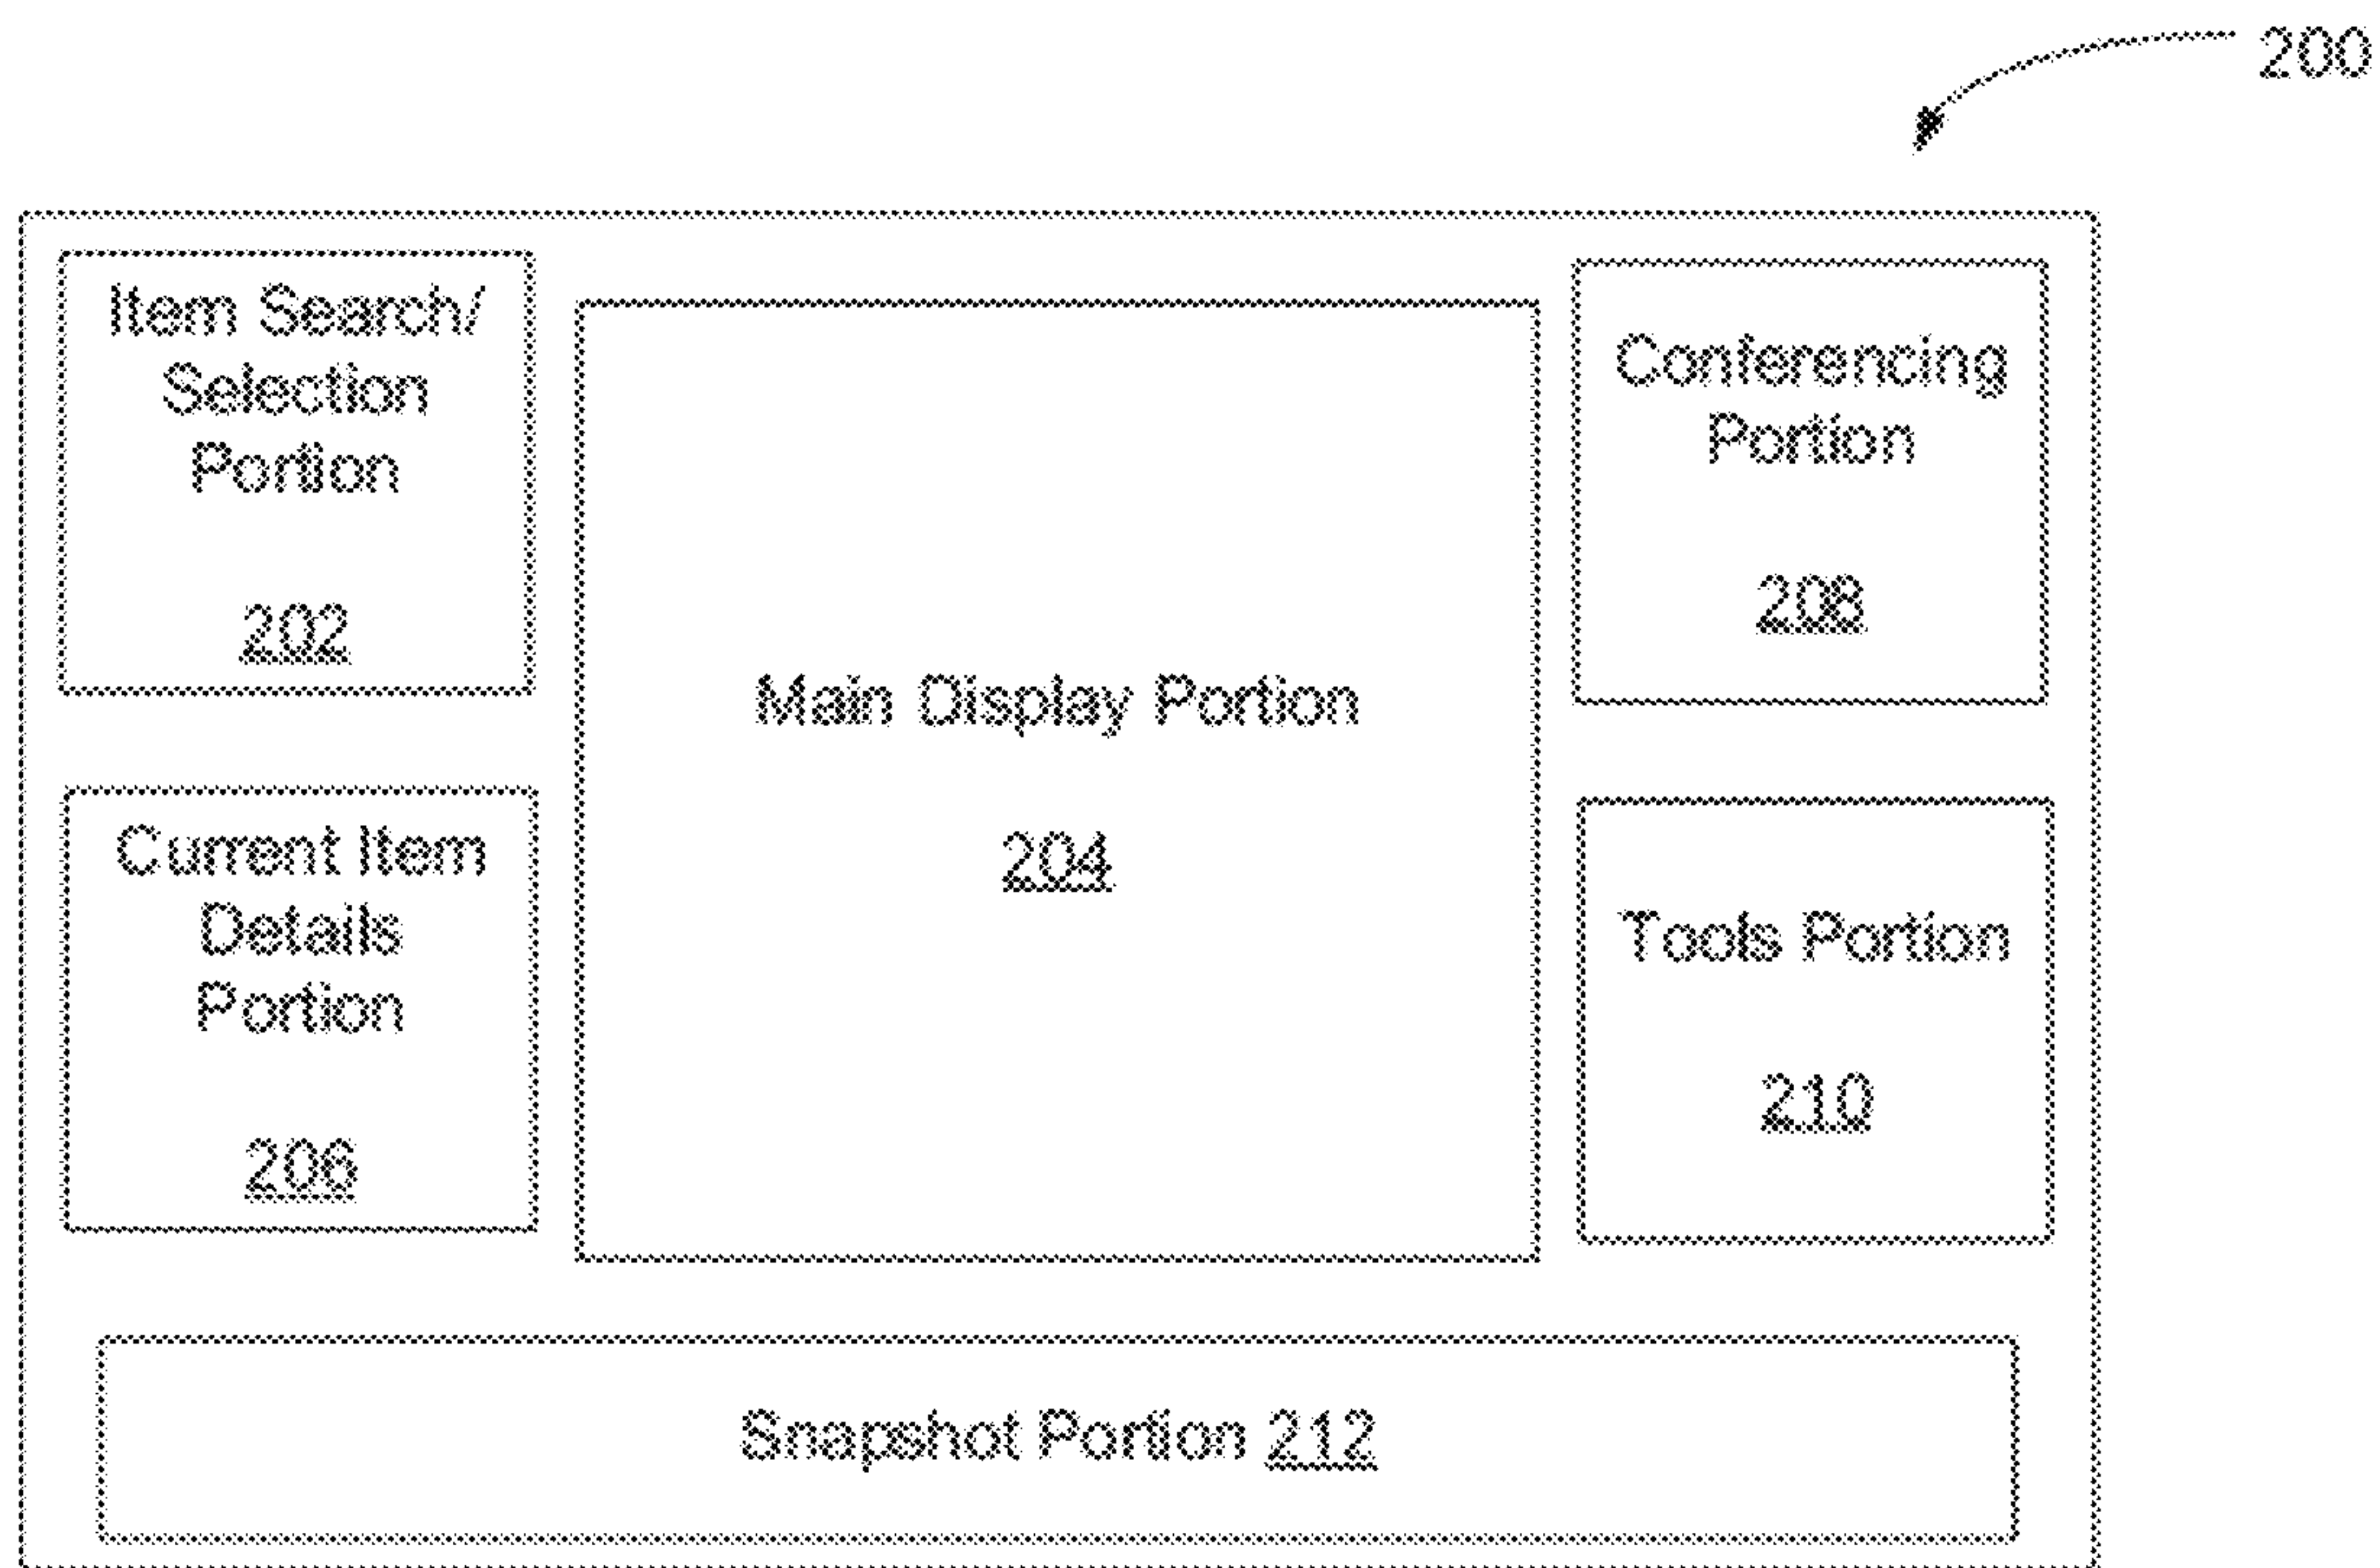 200
Item Search/
Selection
Portion
202
Main Display Portion
204
Conferencing
Portion
208
Current Item
Details
Portion
206
Tools Portion
210
Snapshot Portion 212